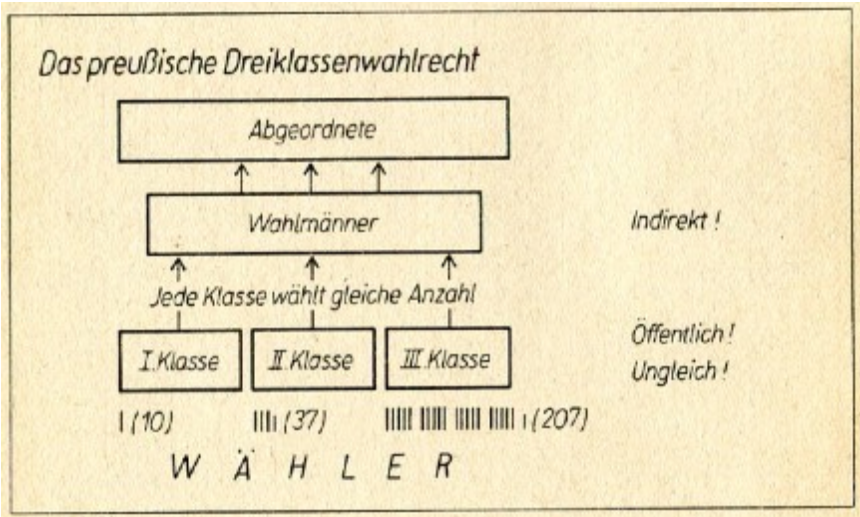 Das preußische Dreiklassenwahlrecht
Abgeordnete
Wahlmänner
Indirekt!
Jede Klasse wählt gleiche Anzahl
I. Klasse
II. Klasse
III. Klasse
Öffentlich!
Ungleich!
(10)
(37)
(207)
WÄHLER